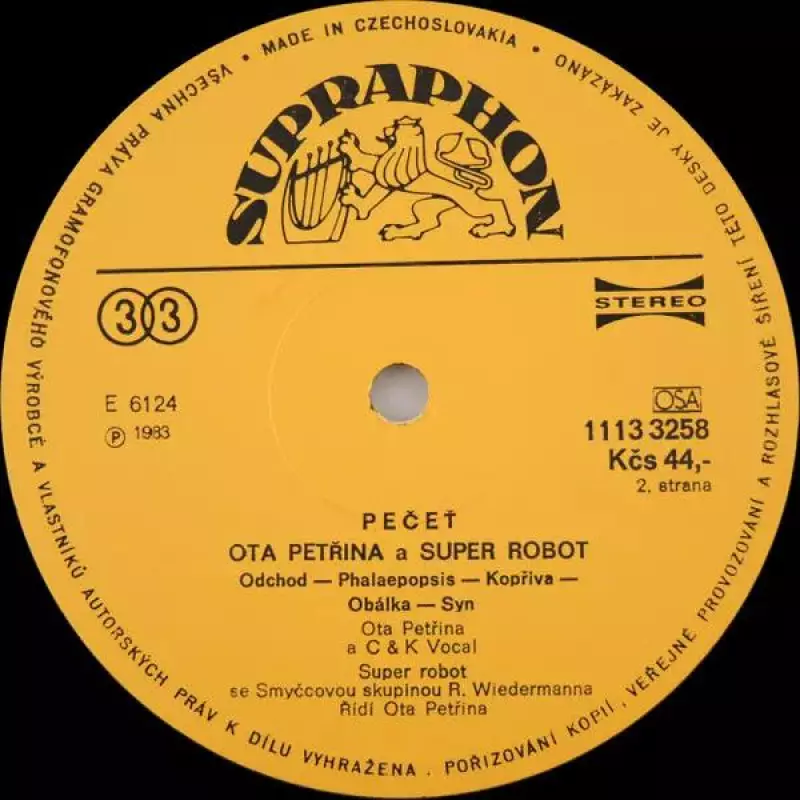 • MADE IN CZECHOSLOVAKIA •
VŠECHNA PRÁVA GRAMOFONOVÉHO VÝROBCE A VLASTNÍKŮ AUTORSKÝCH PRÁV K DÍLU VYHRAŽENA . POŘIZOVÁNÍ KOPIÍ , VEŘEJNÉ PROVOZOVÁNÍ A ROZHLASOVÉ ŠÍŘENÍ TÉTO DESKY JE ZAKÁZÁNO
SUPRAPHON
33
STEREO
E 6124
Ⓟ 1983
OSA
1113 3258
Kčs 44,-
2. strana
PEČEŤ
OTA PETŘINA a SUPER ROBOT
Odchod — Phalaepopsis — Kopřiva —
Obálka — Syn
Ota Petřina
a C & K Vocal
Super robot
se Smyčcovou skupinou R. Wiedermanna
Řídí Ota Petřina